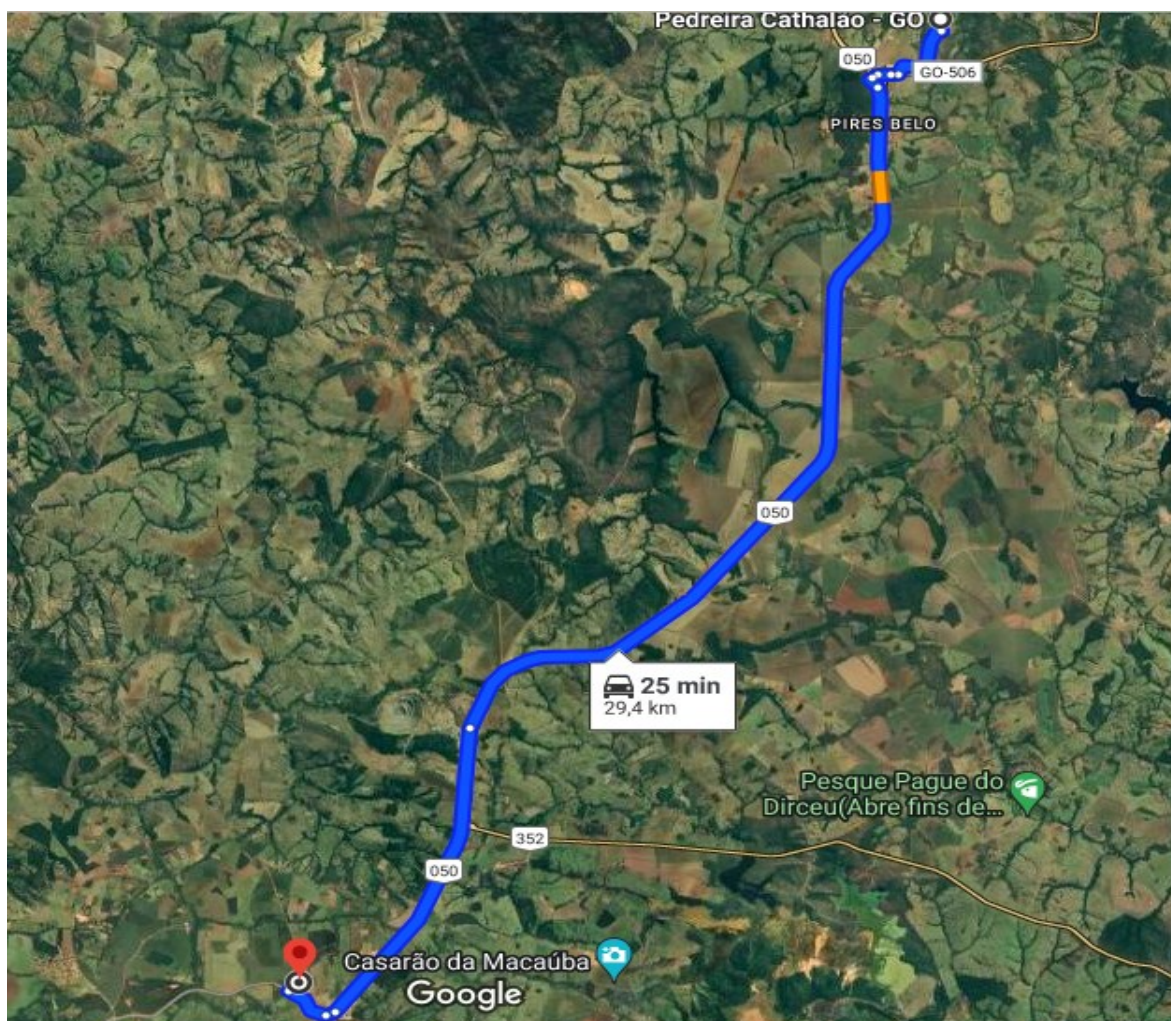 Pedreira Cathalão - GO
050
GO-506
PIRES BELO
050
25 min
29,4 km
Pesque Pague do
Dirceu(Abre fins de...
352
050
Casarão da Macaúba
Google